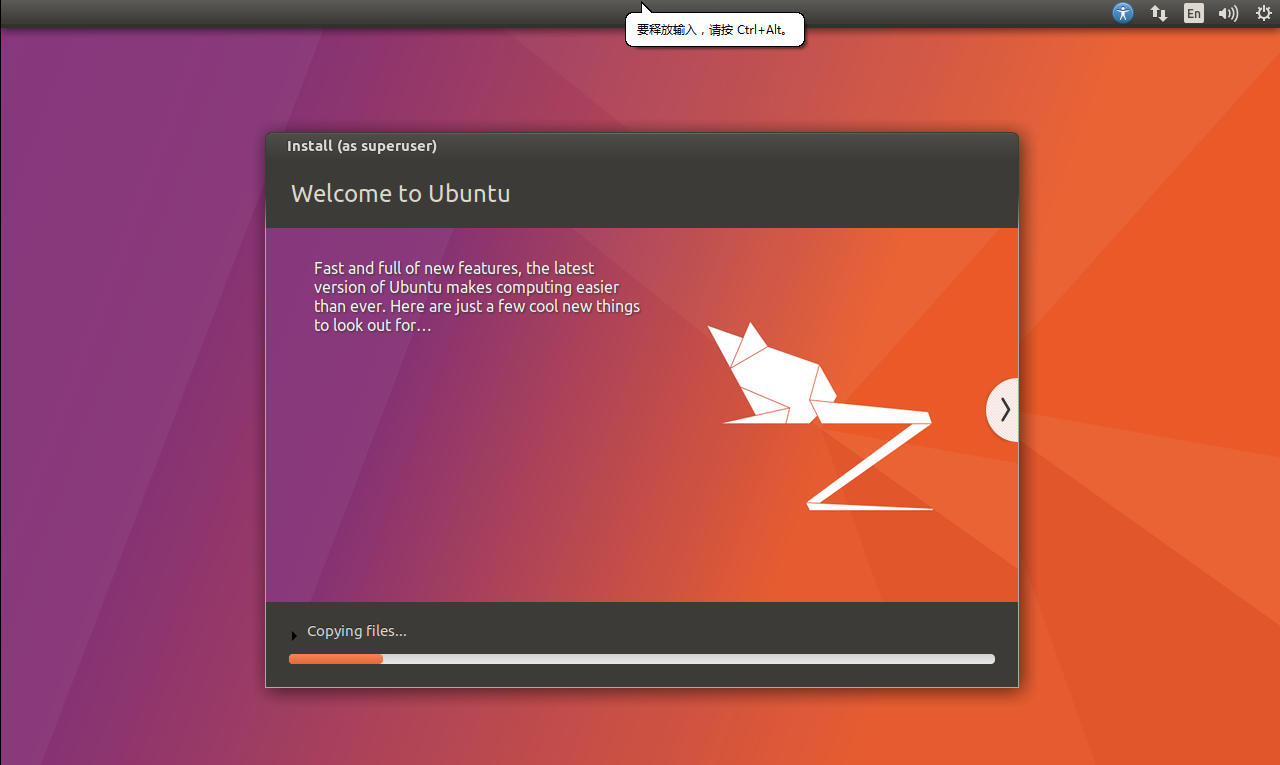 En
要释放输入，请按 Ctrl+Alt。
Install (as superuser)
Welcome to Ubuntu
Fast and full of new features, the latest
version of Ubuntu makes computing easier
than ever. Here are just a few cool new things
to look out for…
Copying files...